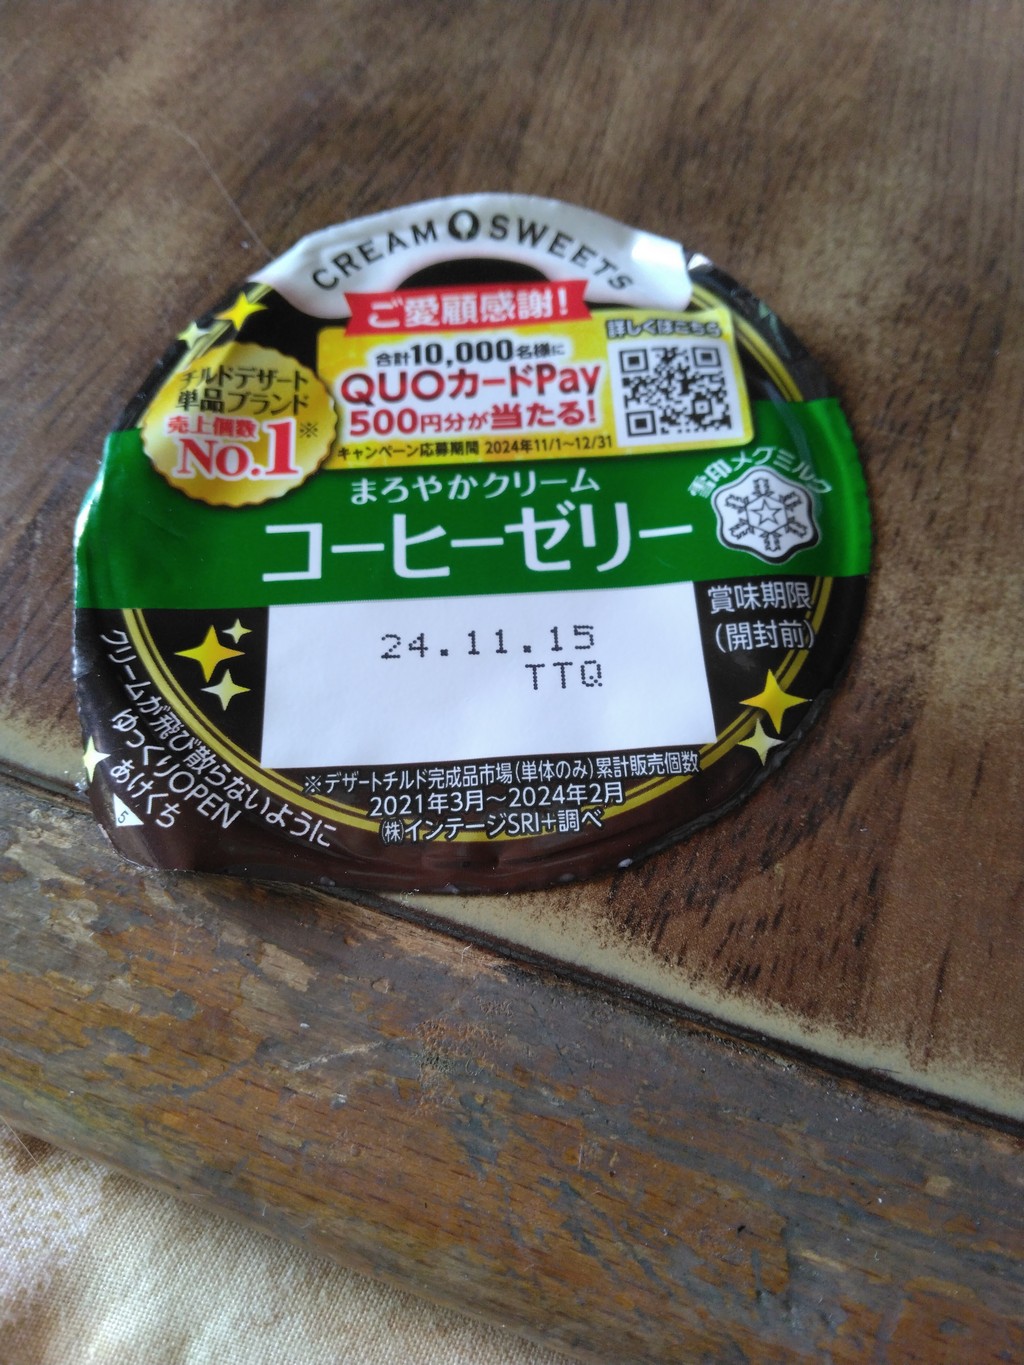 CREAM SWEETS
ご愛顧感謝!
詳しくはこちら
合計10,000名様に
QUOカードPay
500円分が当たる!
キャンペーン応募期間 2024年11/1~12/31
チルドデザート
単品ブランド
売上個数
No.1※
まろやかクリーム
コーヒーゼリー
雪印メグミルク
賞味期限
(開封前)
24.11.15
TTQ
※デザートチルド完成品市場(単体のみ)累計販売個数
2021年3月~2024年2月
㈱インテージSRI+調べ
クリームが飛び散らないように
ゆっくりOPEN
あけくち
5